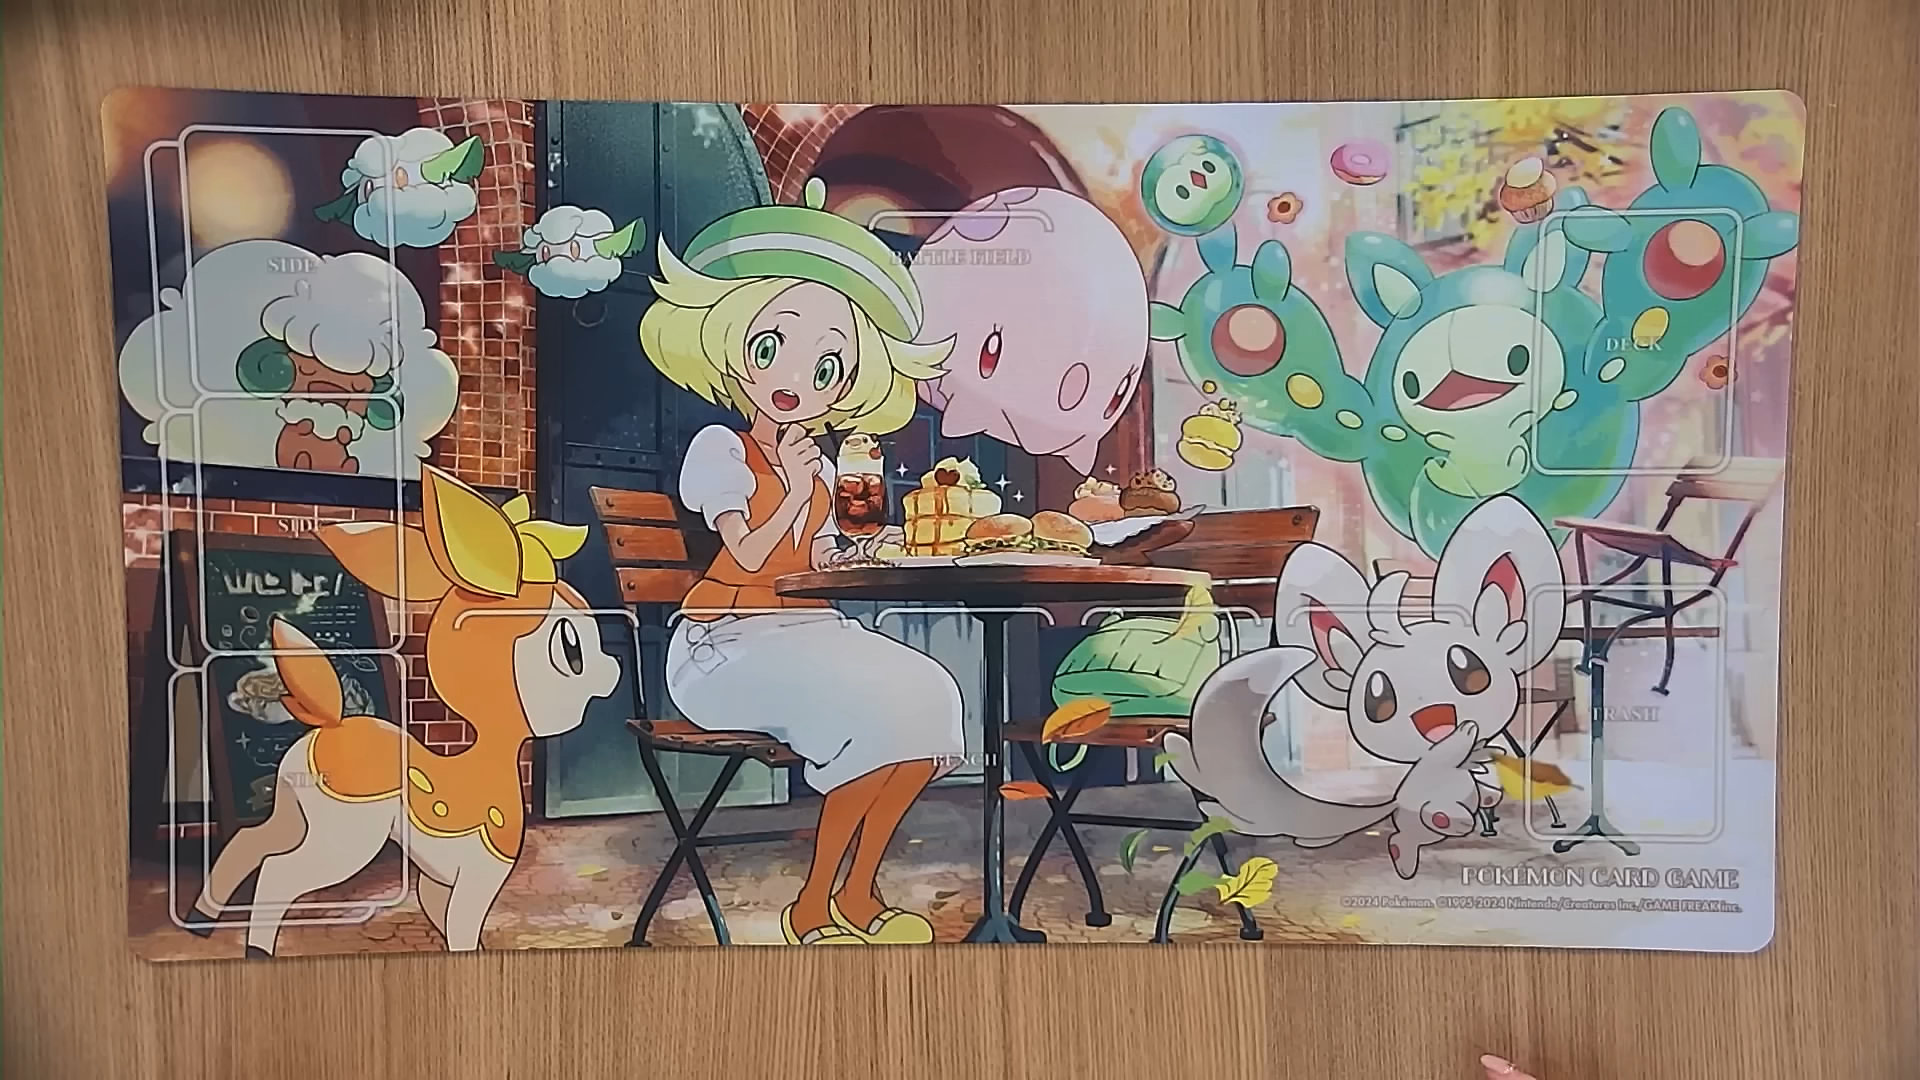 SIDE
BATTLE FIELD
DECK
SIDE
TRASH
BENCH
SIDE
POKÉMON CARD GAME
©2024 Pokémon. ©1995-2024 Nintendo/Creatures Inc./GAME FREAK inc.